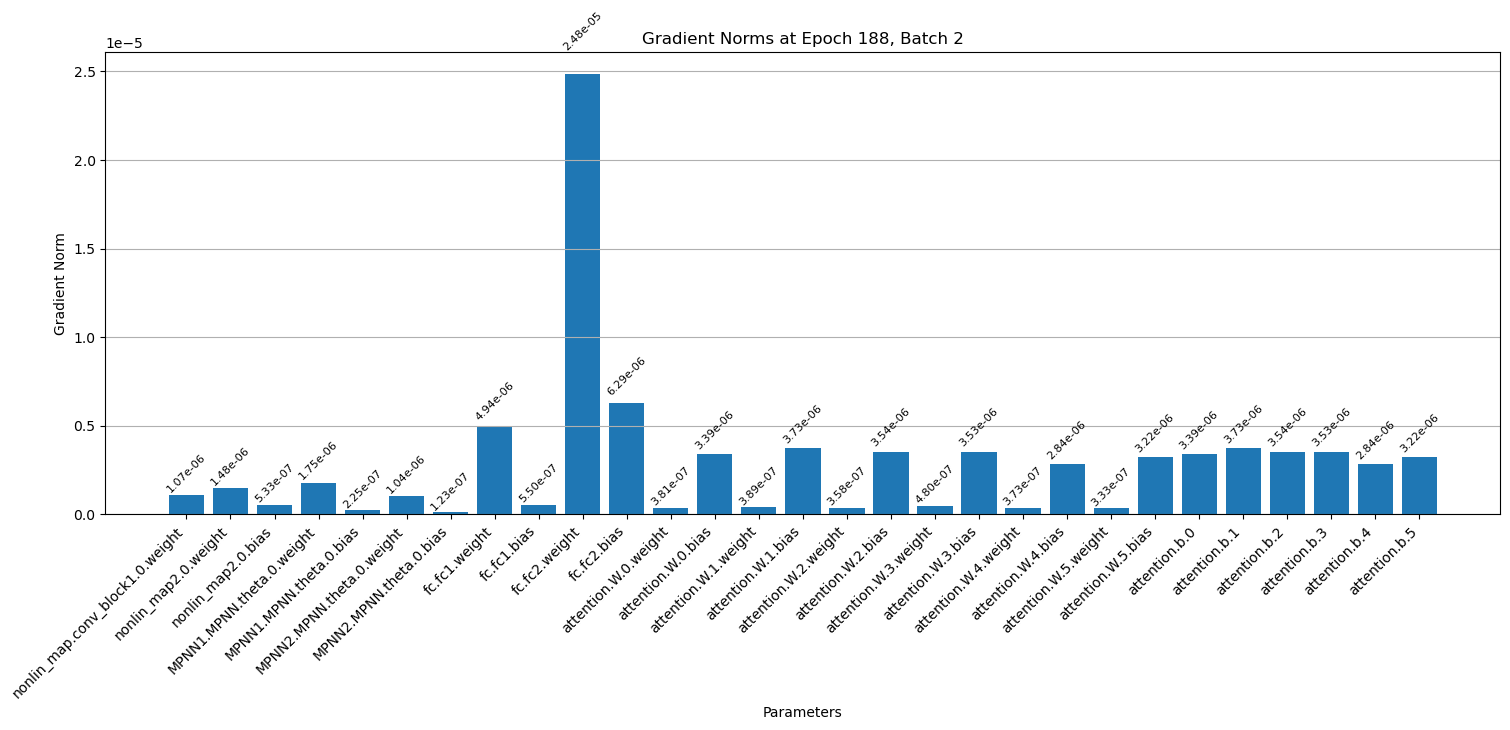 Gradient Norms at Epoch 188, Batch 2
1e−5
2.5
2.0
1.5
1.0
0.5
0.0
Gradient Norm
1.07e-06
1.48e-06
5.33e-07
1.75e-06
2.25e-07
1.04e-06
1.23e-07
4.94e-06
5.50e-07
2.48e-05
6.29e-06
3.81e-07
3.39e-06
3.89e-07
3.73e-06
3.58e-07
3.54e-06
4.80e-07
3.53e-06
3.73e-07
2.84e-06
3.33e-07
3.22e-06
3.39e-06
3.73e-06
3.54e-06
3.53e-06
2.84e-06
3.22e-06
nonlin_map.conv_block1.0.weight
nonlin_map2.0.weight
nonlin_map2.0.bias
MPNN1.MPNN.theta.0.weight
MPNN1.MPNN.theta.0.bias
MPNN2.MPNN.theta.0.weight
MPNN2.MPNN.theta.0.bias
fc.fc1.weight
fc.fc1.bias
fc.fc2.weight
fc.fc2.bias
attention.W.0.weight
attention.W.0.bias
attention.W.1.weight
attention.W.1.bias
attention.W.2.weight
attention.W.2.bias
attention.W.3.weight
attention.W.3.bias
attention.W.4.weight
attention.W.4.bias
attention.W.5.weight
attention.W.5.bias
attention.b.0
attention.b.1
attention.b.2
attention.b.3
attention.b.4
attention.b.5
Parameters